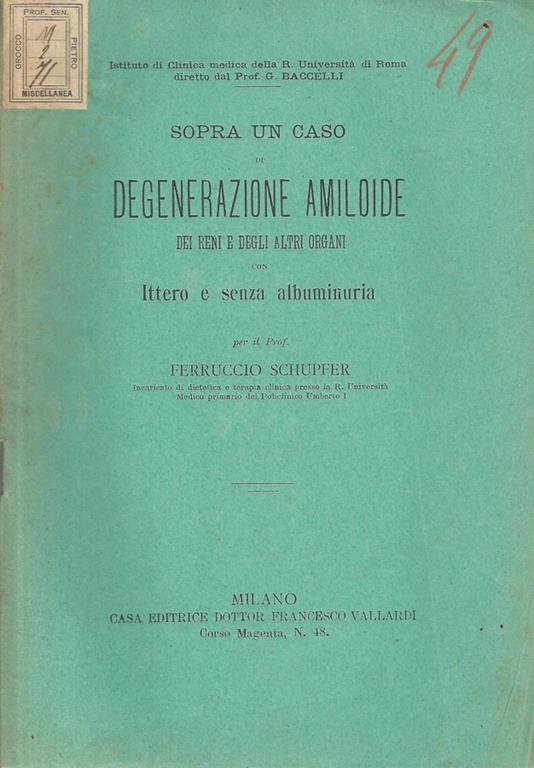 PROF. SEN.
GROCCO
PIETRO
M
2
71
MISCELLANEA
49
Istituto di Clinica medica della R. Università di Roma
diretto dal Prof. G. BACCELLI
SOPRA UN CASO
DI
DEGENERAZIONE AMILOIDE
DEI RENI E DEGLI ALTRI ORGANI
CON
Ittero e senza albuminuria
per il Prof.
FERRUCCIO SCHUPFER
Incaricato di dietetica e terapia clinica presso la R. Università
Medico primario del Policlinico Umberto I
MILANO
CASA EDITRICE DOTTOR FRANCESCO VALLARDI
Corso Magenta, N. 48.